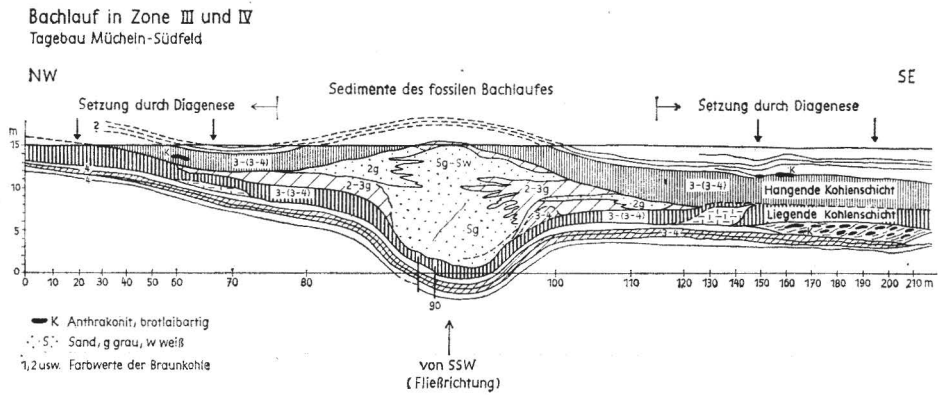 Bachlauf in Zone III und IV
Tagebau Mücheln-Südfeld
NW
Sedimente des fossilen Bachlaufes
SE
Setzung durch Diagenese
Setzung durch Diagenese
m
2
15
10
5
0
K
3-(3-4)
2g
Sg-Sw
2-3g
3-(3-4)
4
4
Sg
3-4
2g
3-(3-4)
3-(3-4)
K
Hangende Kohlenschicht
Liegende Kohlenschicht
3-4
0 10 20 30 40 50 60 70 80 90 100 110 120 130 140 150 160 170 180 190 200 210 m
K Anthrakonit, brotlaibartig
S Sand, g grau, w weiß
1,2 usw. Farbwerte der Braunkohle
von SSW
(Fließrichtung)